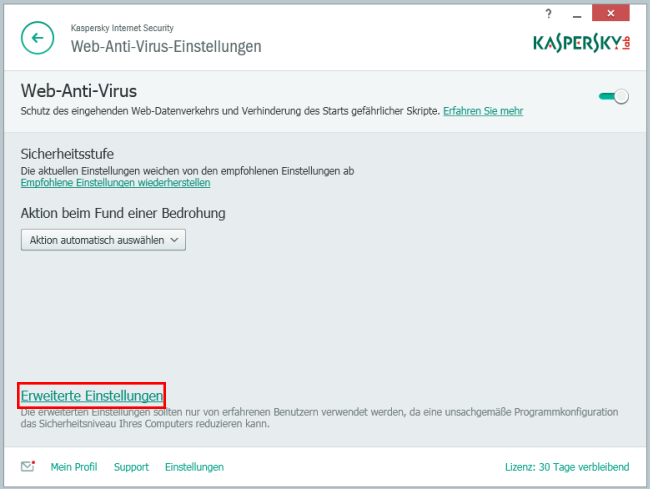 ?
Kaspersky Internet Security
Web-Anti-Virus-Einstellungen
KASPERSKY lab
Web-Anti-Virus
Schutz des eingehenden Web-Datenverkehrs und Verhinderung des Starts gefährlicher Skripte. Erfahren Sie mehr
Sicherheitsstufe
Die aktuellen Einstellungen weichen von den empfohlenen Einstellungen ab
Empfohlene Einstellungen wiederherstellen
Aktion beim Fund einer Bedrohung
Aktion automatisch auswählen
Erweiterte Einstellungen
Die erweiterten Einstellungen sollten nur von erfahrenen Benutzern verwendet werden, da eine unsachgemäße Programmkonfiguration
das Sicherheitsniveau Ihres Computers reduzieren kann.
Mein Profil Support Einstellungen Lizenz: 30 Tage verbleibend